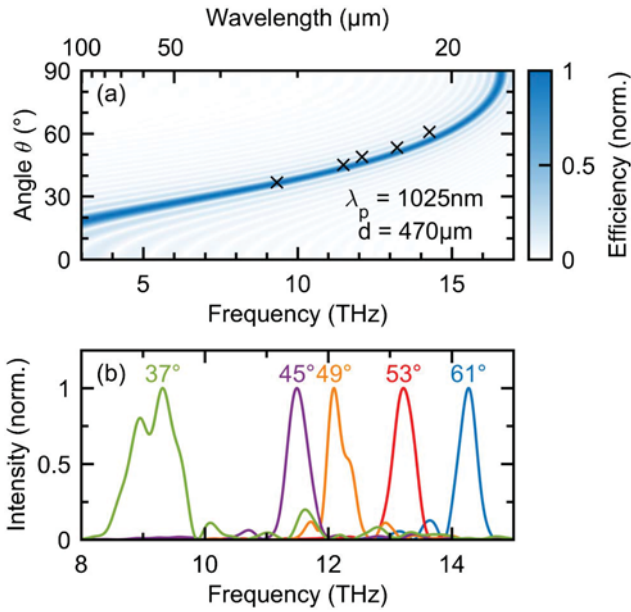 Wavelength (µm)
100 50 20
90
60
30
0
Angle θ (°)
(a)
λp = 1025nm
d = 470µm
5 10 15
Frequency (THz)
1
0.5
0
Efficiency (norm.)
(b)
37° 45° 49° 53° 61°
1
0.5
0
Intensity (norm.)
8 10 12 14
Frequency (THz)